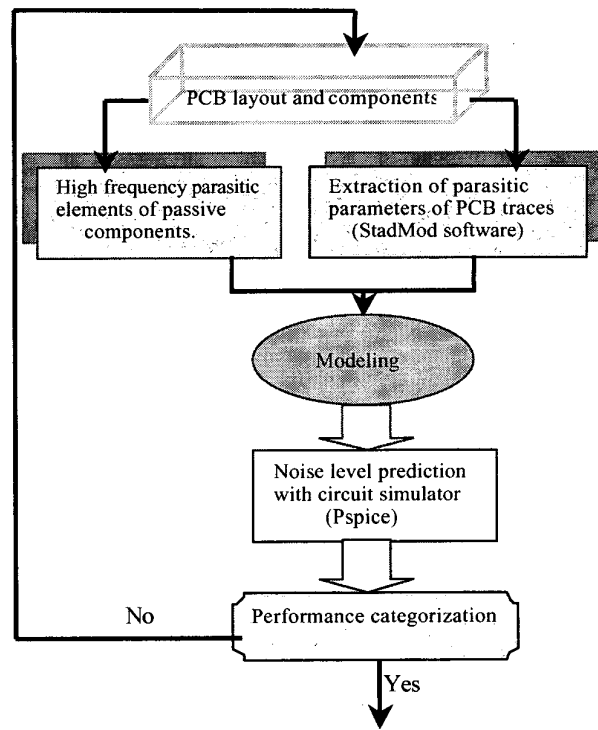 PCB layout and components
High frequency parasitic
elements of passive
components.
Extraction of parasitic
parameters of PCB traces
(StadMod software)
Modeling
Noise level prediction
with circuit simulator
(Pspice)
No
Performance categorization
Yes